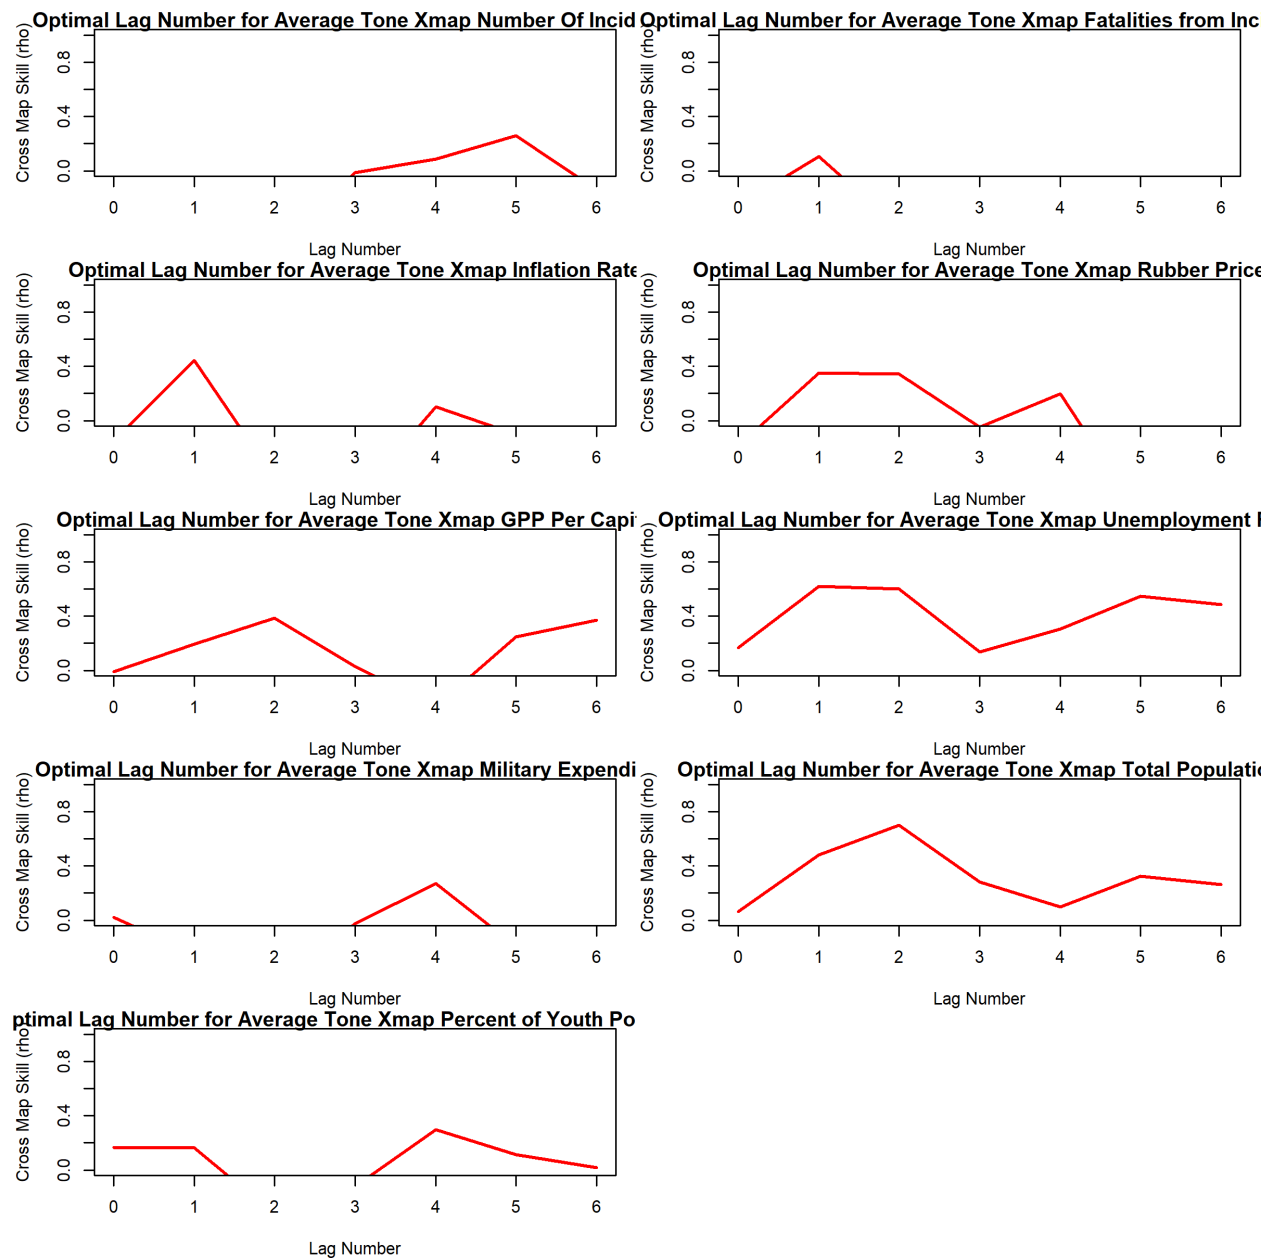 Optimal Lag Number for Average Tone Xmap Number Of Incid
Cross Map Skill (rho)
0.0 0.4 0.8
0 1 2 3 4 5 6
Lag Number
Optimal Lag Number for Average Tone Xmap Fatalities from Inc
Cross Map Skill (rho)
0.0 0.4 0.8
0 1 2 3 4 5 6
Optimal Lag Number for Average Tone Xmap Inflation Rate
Cross Map Skill (rho)
0.0 0.4 0.8
0 1 2 3 4 5 6
Lag Number
Lag Number
Optimal Lag Number for Average Tone Xmap Rubber Price
Cross Map Skill (rho)
0.0 0.4 0.8
0 1 2 3 4 5 6
Lag Number
Optimal Lag Number for Average Tone Xmap GPP Per Capi
Cross Map Skill (rho)
0.0 0.4 0.8
0 1 2 3 4 5 6
Lag Number
Optimal Lag Number for Average Tone Xmap Unemployment
Cross Map Skill (rho)
0.0 0.4 0.8
0 1 2 3 4 5 6
Lag Number
Optimal Lag Number for Average Tone Xmap Military Expendi
Cross Map Skill (rho)
0.0 0.4 0.8
0 1 2 3 4 5 6
Lag Number
Optimal Lag Number for Average Tone Xmap Total Populatio
Cross Map Skill (rho)
0.0 0.4 0.8
0 1 2 3 4 5 6
Lag Number
ptimal Lag Number for Average Tone Xmap Percent of Youth Po
Cross Map Skill (rho)
0.0 0.4 0.8
0 1 2 3 4 5 6
Lag Number